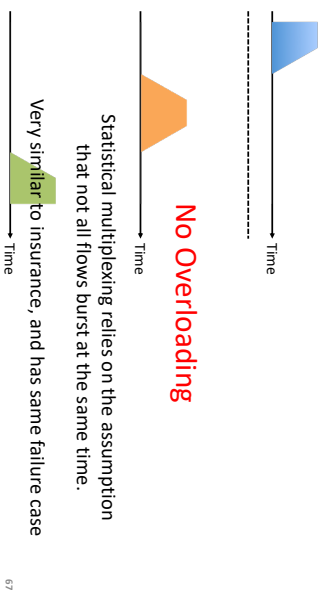 Time
No Overloading
Time
Statistical multiplexing relies on the assumption
that not all flows burst at the same time.
Very similar to insurance, and has same failure case
Time
67